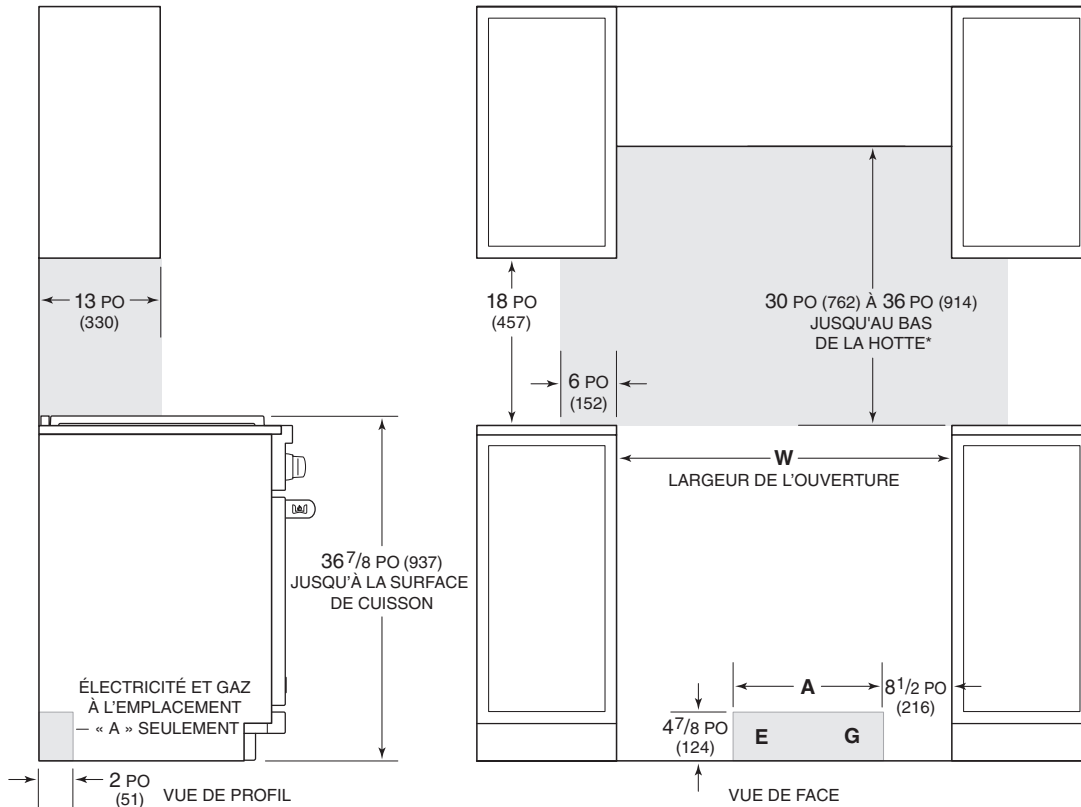 13 PO
(330)
36 7/8 PO (937)
JUSQU'À LA SURFACE
DE CUISSON
ÉLECTRICITÉ ET GAZ
À L'EMPLACEMENT
« A » SEULEMENT
2 PO
(51)
VUE DE PROFIL
18 PO
(457)
30 PO (762) À 36 PO (914)
JUSQU'AU BAS
DE LA HOTTE*
6 PO
(152)
W
LARGEUR DE L'OUVERTURE
A
8 1/2 PO
(216)
4 7/8 PO
(124)
E
G
VUE DE FACE